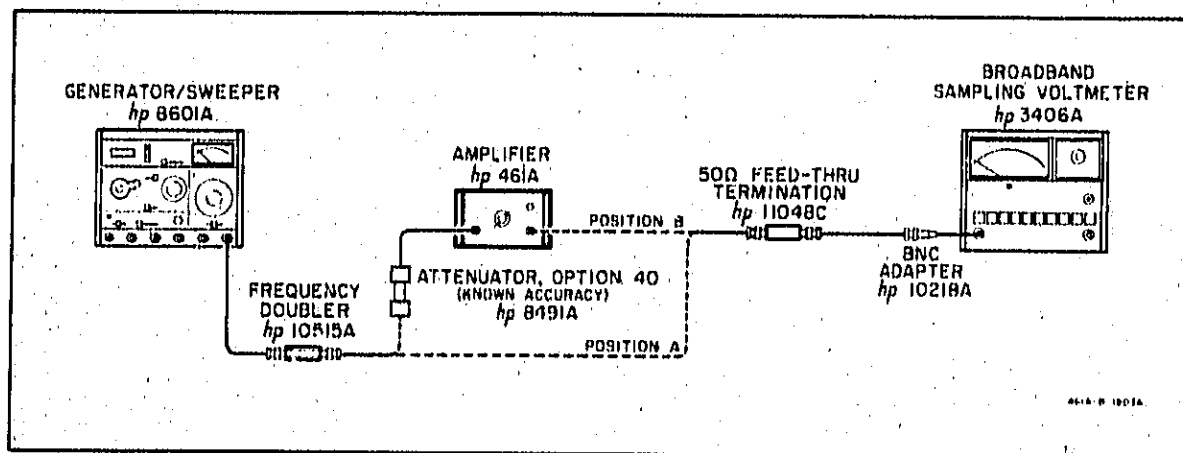 GENERATOR/SWEEPER
hp 8601A
AMPLIFIER
hp 461A
BROADBAND
SAMPLING VOLTMETER
hp 3406A
50Ω FEED-THRU
TERMINATION
hp 11048C
POSITION B
BNC
ADAPTER
hp 10218A
ATTENUATOR, OPTION 40
(KNOWN ACCURACY)
hp 8491A
FREQUENCY
DOUBLER
hp 10515A
POSITION A